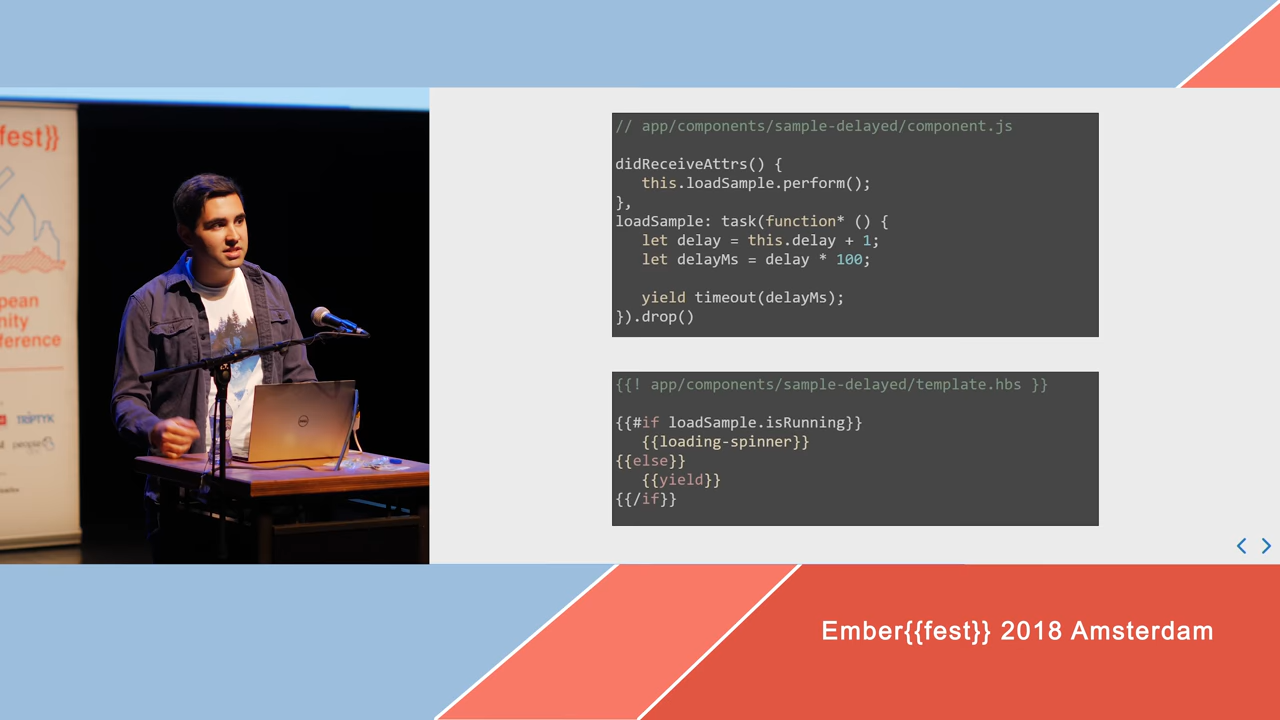 fest}}
pean
nity
ference
TRIPTYK
people
DELL
// app/components/sample-delayed/component.js
didReceiveAttrs() {
this.loadSample.perform();
},
loadSample: task(function* () {
let delay = this.delay + 1;
let delayMs = delay * 100;
yield timeout(delayMs);
}).drop()
{{! app/components/sample-delayed/template.hbs }}
{{#if loadSample.isRunning}}
{{loading-spinner}}
{{else}}
{{yield}}
{{/if}}
Ember{{fest}} 2018 Amsterdam